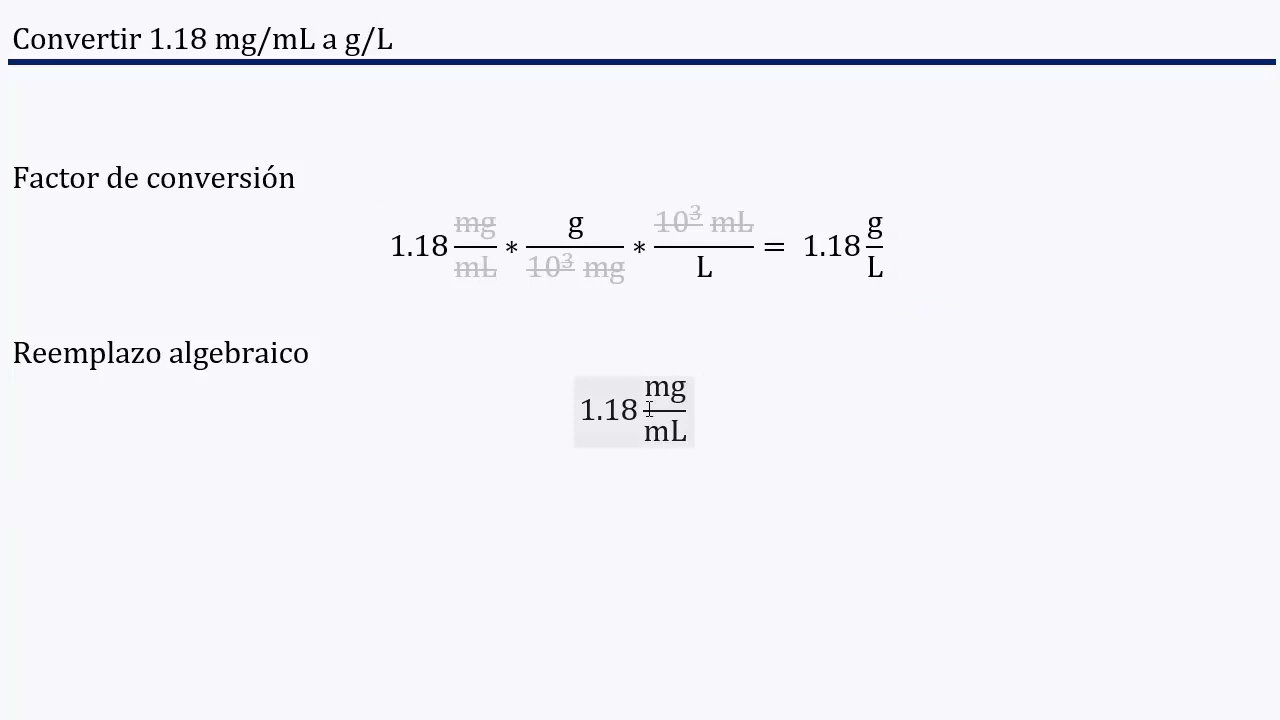 Convertir 1.18 mg/mL a g/L
Factor de conversión
1.18 mg/mL * g/10³ mg * 10³ mL/L = 1.18 g/L
Reemplazo algebraico
1.18 mg/mL